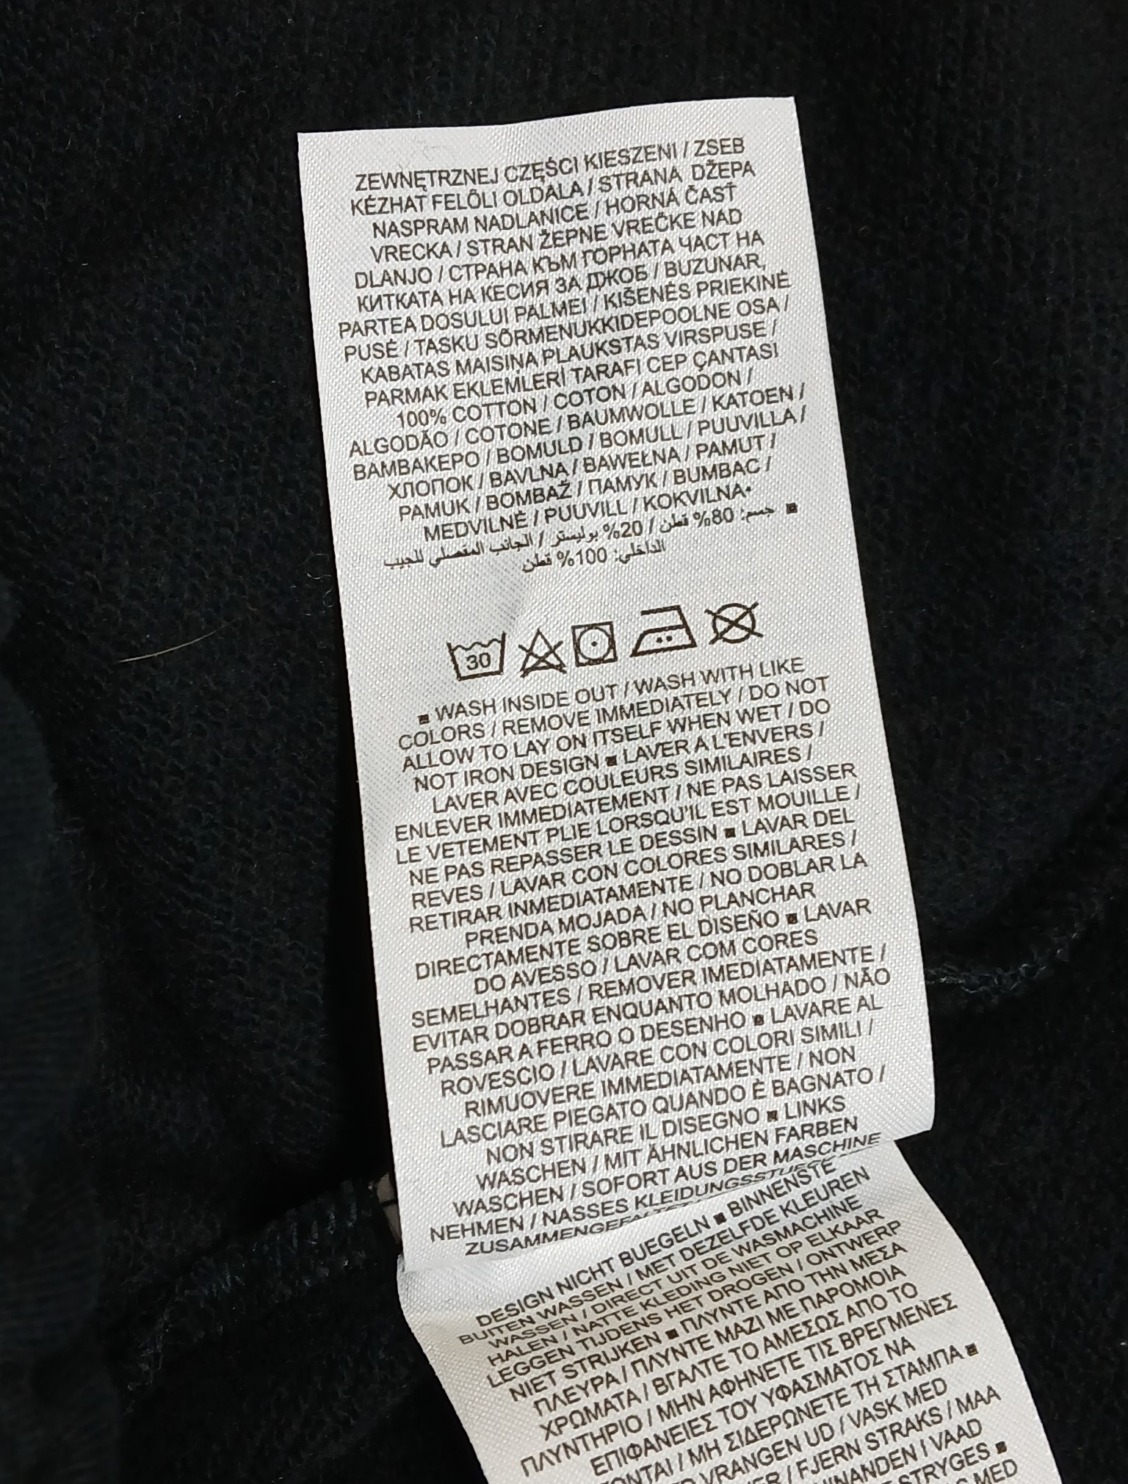 ZEWNĘTRZNEJ CZĘŚCI KIESZENI / ZSEB
KÉZHÁT FELŐLI OLDALA / STRANA DŽEPA
NASPRAM NADLANICE / HORNÁ ČASŤ
VRECKA / STRAN ŽEPNE VREČKE NAD
DLANJO / СТРАНА КЪМ ГОРНАТА ЧАСТ НА
КИТКАТА НА КЕСИЯ ЗА ДЖОБ / BUZUNAR,
PARTEA DOSULUI PALMEI / KIŠENĖS PRIEKINĖ
PUSĖ / TASKU SÕRMENUKKIDEPOOLNE OSA /
KABATAS MAISIŅA PLAUKSTAS VIRSPUSE /
PARMAK EKLEMLERİ TARAFI CEP ÇANTASI
100% COTTON / COTON / ALGODON /
ALGODÃO / COTONE / BAUMWOLLE / KATOEN /
ΒΑΜΒΑΚΕΡΟ / BOMULD / BOMULL / PUUVILLA /
ХЛОПОК / BAVLNA / BAWEŁNA / PAMUT /
PAMUK / BOMBAŽ / ПАМУК / BUMBAC /
MEDVILNĖ / PUUVILL / KOKVILNA•
▪ جسم: 80% قطن / 20% بوليستر / الجانب المفصلي للجيب
الداخلي: 100% قطن
30
▪ WASH INSIDE OUT / WASH WITH LIKE
COLORS / REMOVE IMMEDIATELY / DO NOT
ALLOW TO LAY ON ITSELF WHEN WET / DO
NOT IRON DESIGN ▪ LAVER A L'ENVERS /
LAVER AVEC COULEURS SIMILAIRES /
ENLEVER IMMEDIATEMENT / NE PAS LAISSER
LE VETEMENT PLIE LORSQU'IL EST MOUILLE /
NE PAS REPASSER LE DESSIN ▪ LAVAR DEL
REVES / LAVAR CON COLORES SIMILARES /
RETIRAR INMEDIATAMENTE / NO DOBLAR LA
PRENDA MOJADA / NO PLANCHAR
DIRECTAMENTE SOBRE EL DISEÑO ▪ LAVAR
DO AVESSO / LAVAR COM CORES
SEMELHANTES / REMOVER IMEDIATAMENTE /
EVITAR DOBRAR ENQUANTO MOLHADO / NÃO
PASSAR A FERRO O DESENHO ▪ LAVARE AL
ROVESCIO / LAVARE CON COLORI SIMILI /
RIMUOVERE IMMEDIATAMENTE / NON
LASCIARE PIEGATO QUANDO È BAGNATO /
NON STIRARE IL DISEGNO ▪ LINKS
WASCHEN / MIT ÄHNLICHEN FARBEN
WASCHEN / SOFORT AUS DER MASCHINE
NEHMEN / NASSES KLEIDUNGSSTÜCK
DESIGN NICHT BUEGELN ▪ BINNENSTE
BUITEN WASSEN / MET DEZELFDE KLEUREN
WASSEN / DIRECT UIT DE WASMACHINE
HALEN / NATTE KLEDING NIET OP ELKAAR
LEGGEN TIJDENS HET DROGEN / ONTWERP
NIET STRIJKEN ▪ ΠΛΥΝΤΕ ΑΠΟ ΤΗΝ ΜΕΣΑ
ΠΛΕΥΡΑ / ΠΛΥΝΤΕ ΜΑΖΙ ΜΕ ΠΑΡΟΜΟΙΑ
ΧΡΩΜΑΤΑ / ΒΓΑΛΤΕ ΤΟ ΑΜΕΣΩΣ ΑΠΟ ΤΟ
ΠΛΥΝΤΗΡΙΟ / ΜΗΝ ΑΦΗΝΕΤΕ ΤΙΣ ΒΡΕΓΜΕΝΕΣ
ΕΠΙΦΑΝΕΙΕΣ ΤΟΥ ΥΦΑΣΜΑΤΟΣ ΝΑ
/ ΜΗ ΣΙΔΕΡΩΝΕΤΕ ΤΗ ΣΤΑΜΠΑ ▪
VRANGEN UD / VASK MED
/ FJERN STRAKS / MAA
/ VAAD
STRYGES ▪
MED